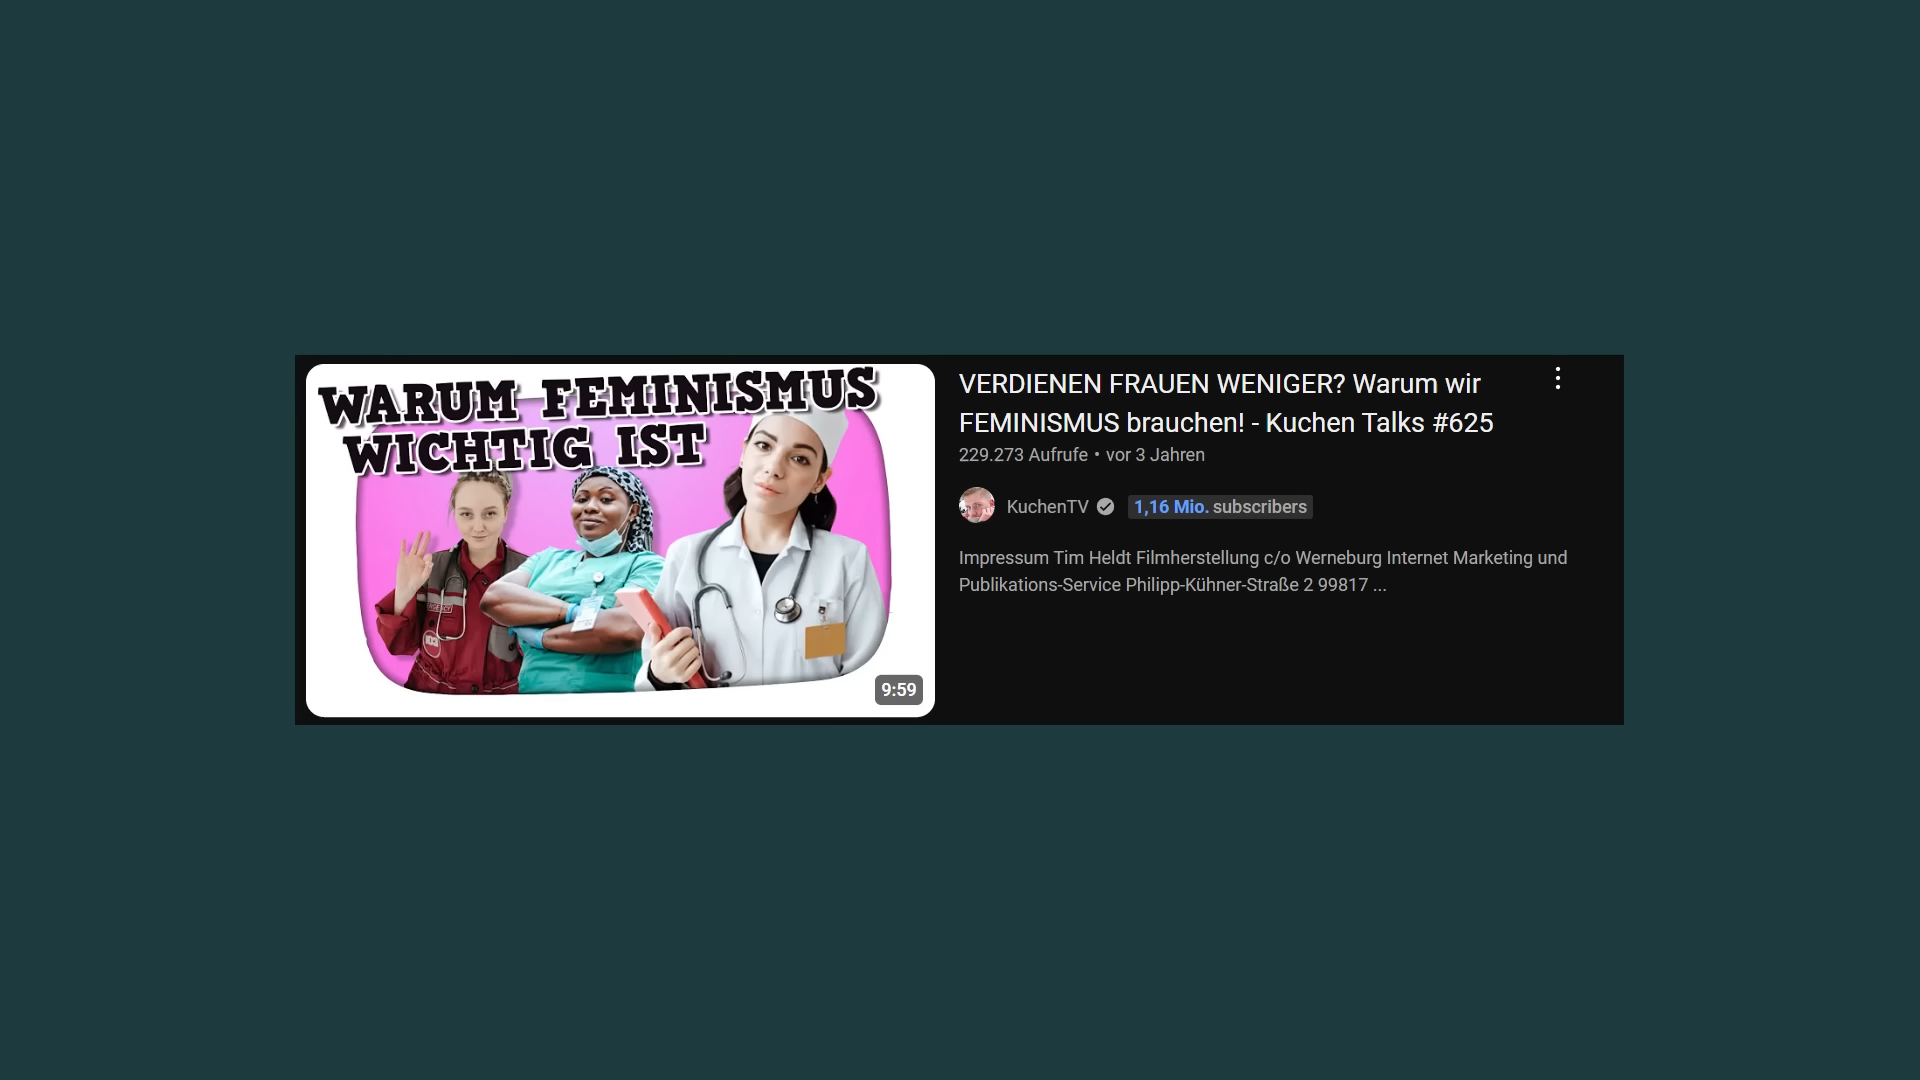 WARUM FEMINISMUS
WICHTIG IST
103
9:59
VERDIENEN FRAUEN WENIGER? Warum wir
FEMINISMUS brauchen! - Kuchen Talks #625
229.273 Aufrufe • vor 3 Jahren
KuchenTV
1,16 Mio. subscribers
Impressum Tim Heldt Filmherstellung c/o Werneburg Internet Marketing und
Publikations-Service Philipp-Kühner-Straße 2 99817 ...